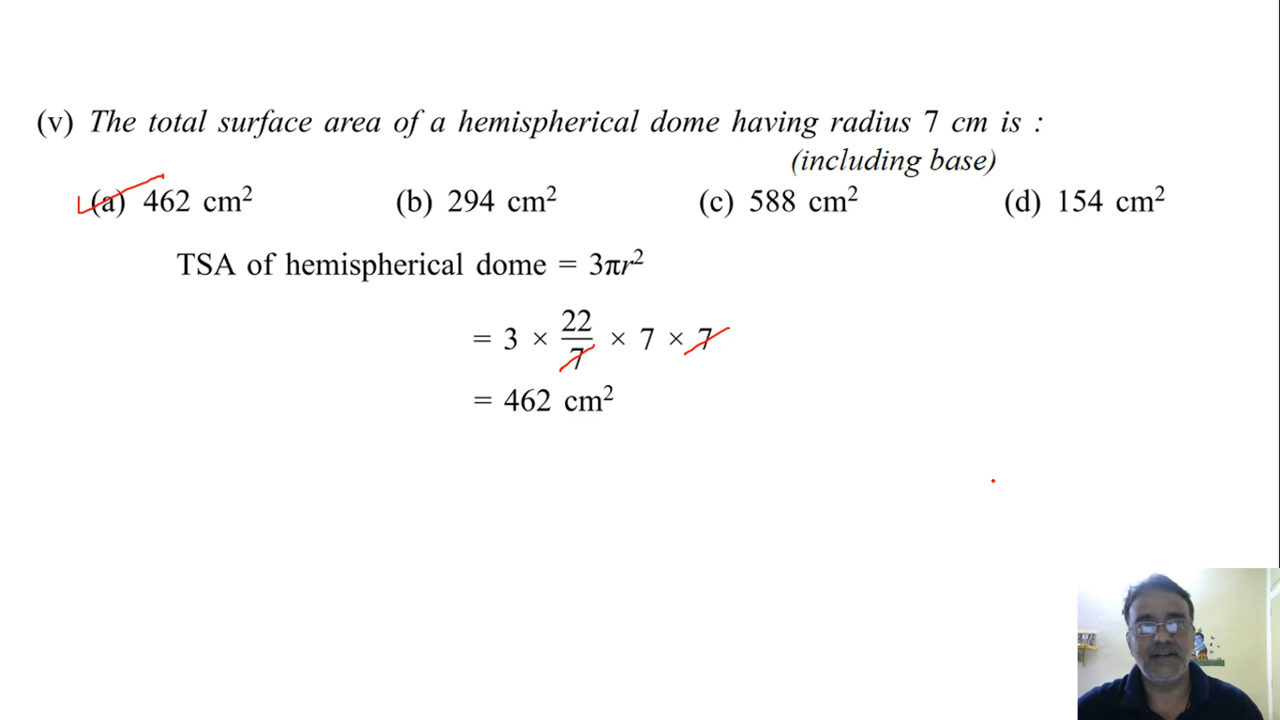 (v) The total surface area of a hemispherical dome having radius 7 cm is :
(including base)
(a) 462 cm² (b) 294 cm² (c) 588 cm² (d) 154 cm²
TSA of hemispherical dome = 3πr²
= 3 × 22/7 × 7 × 7
= 462 cm²